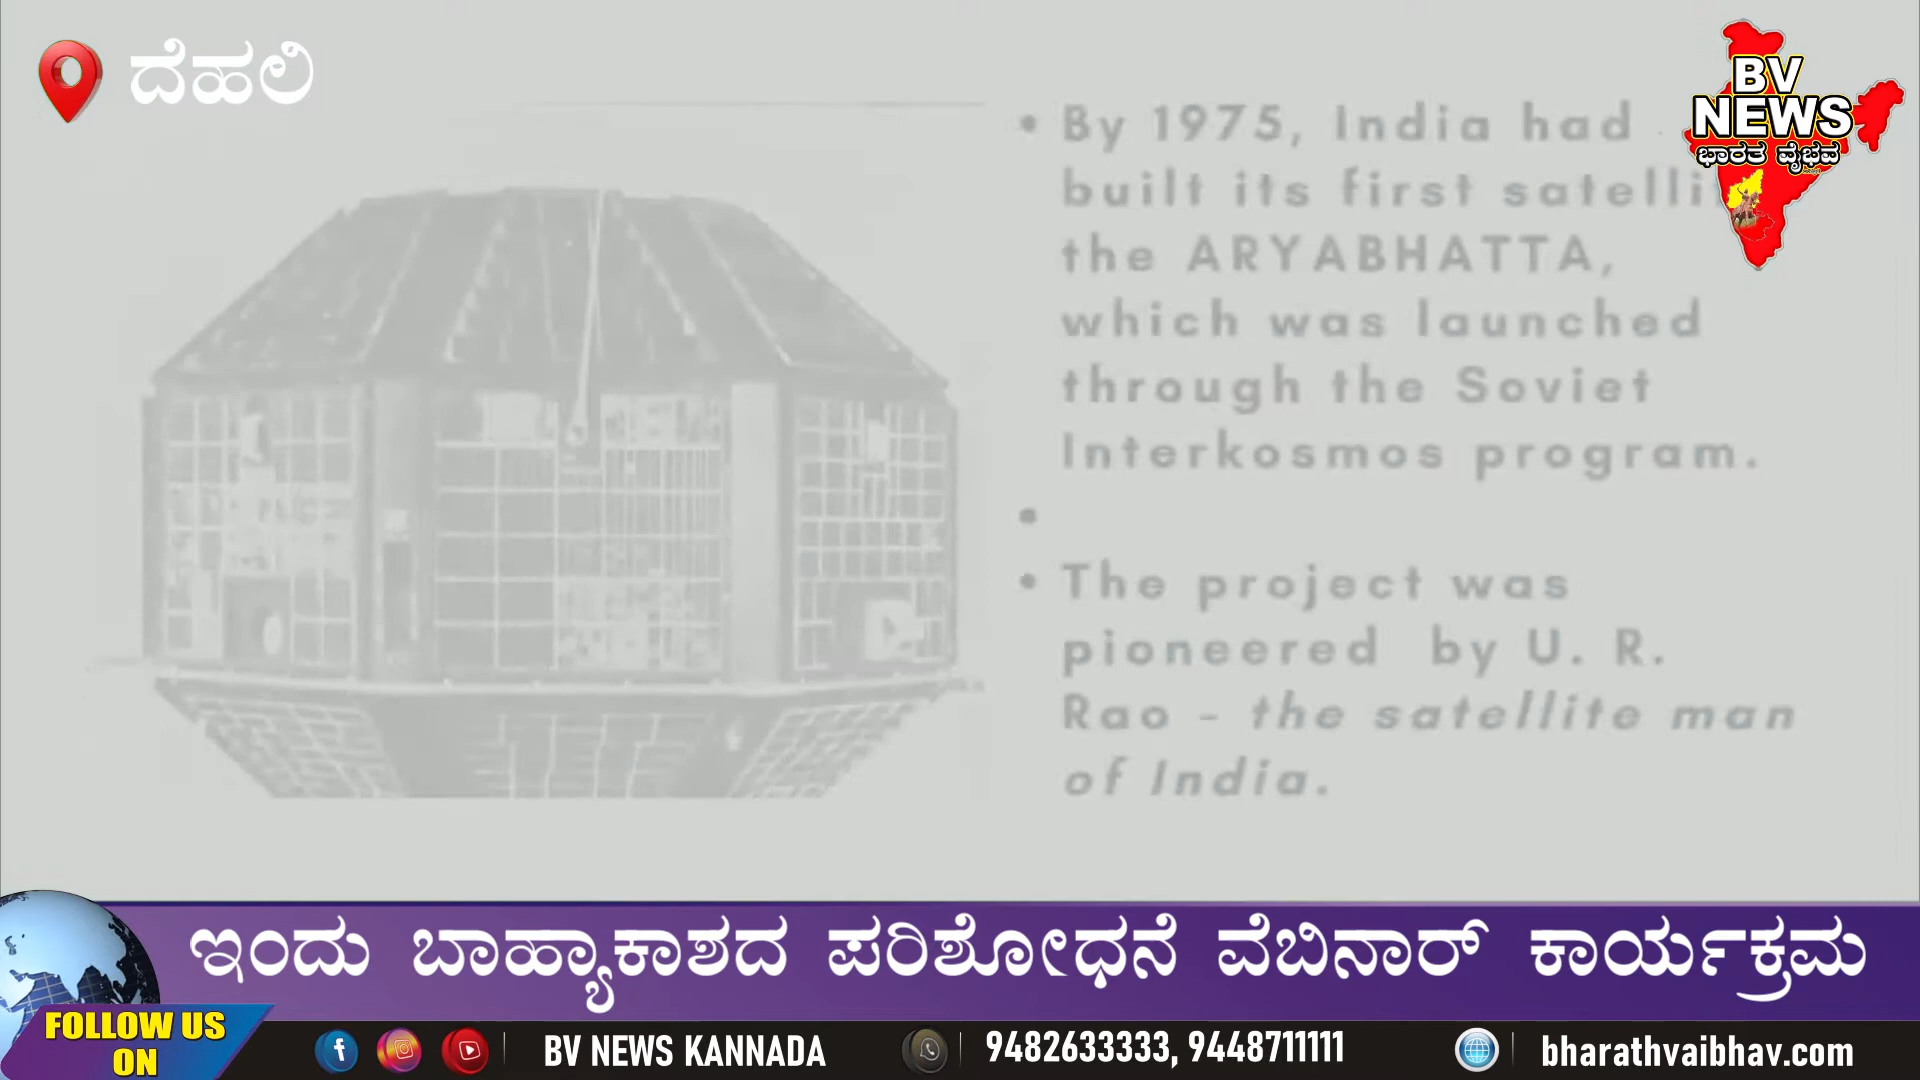 ದೆಹಲಿ
BV
NEWS
ಭಾರತ ವೈಭವ
• By 1975, India had
built its first satelli
the ARYABHATTA,
which was launched
through the Soviet
Interkosmos program.
•
• The project was
pioneered by U. R.
Rao - the satellite man
of India.
ಇಂದು ಬಾಹ್ಯಾಕಾಶದ ಪರಿಶೋಧನೆ ವೆಬಿನಾರ್ ಕಾರ್ಯಕ್ರಮ
FOLLOW US
ON
BV NEWS KANNADA
9482633333, 9448711111
bharathvaibhav.com